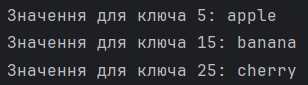 Значення для ключа 5: apple
Значення для ключа 15: banana
Значення для ключа 25: cherry